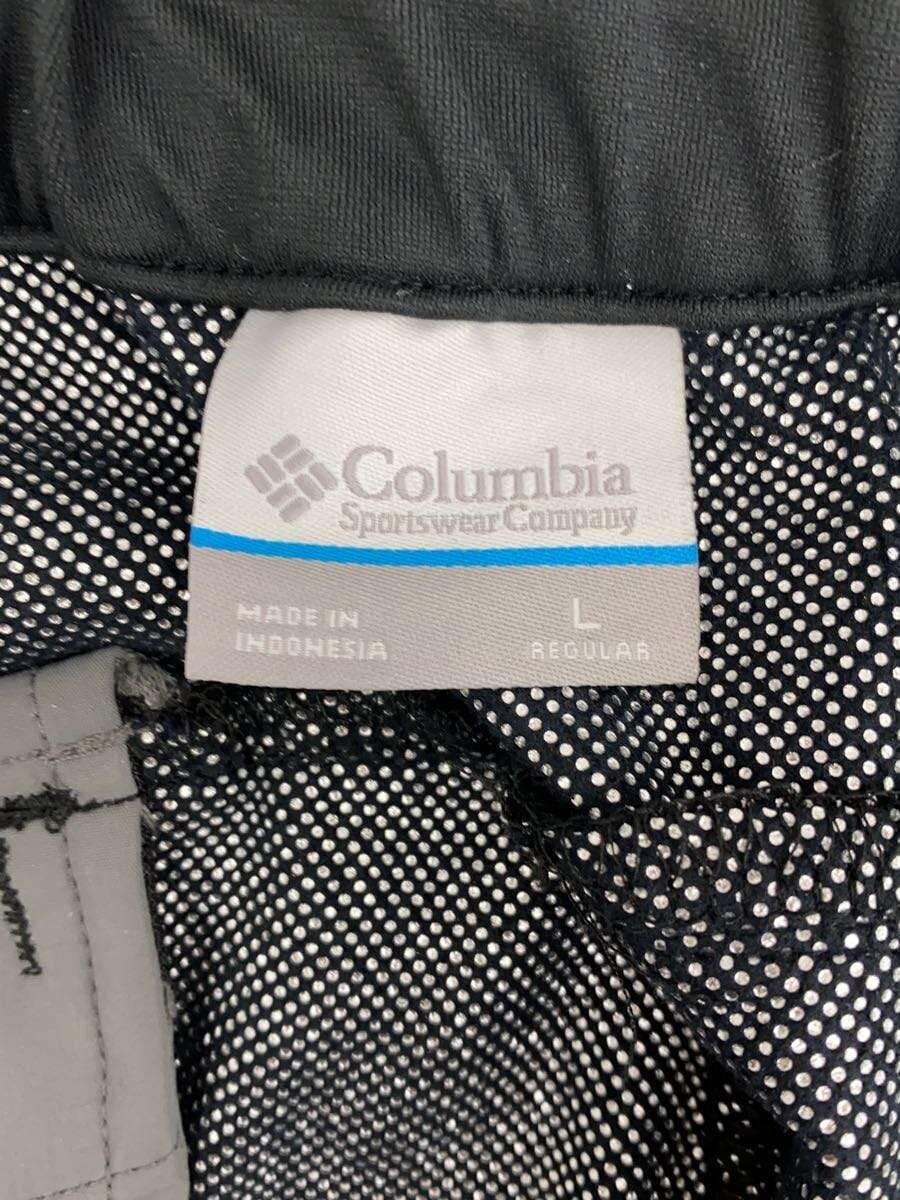 Columbia
Sportswear Company
MADE IN
INDONESIA
L
REGULAR